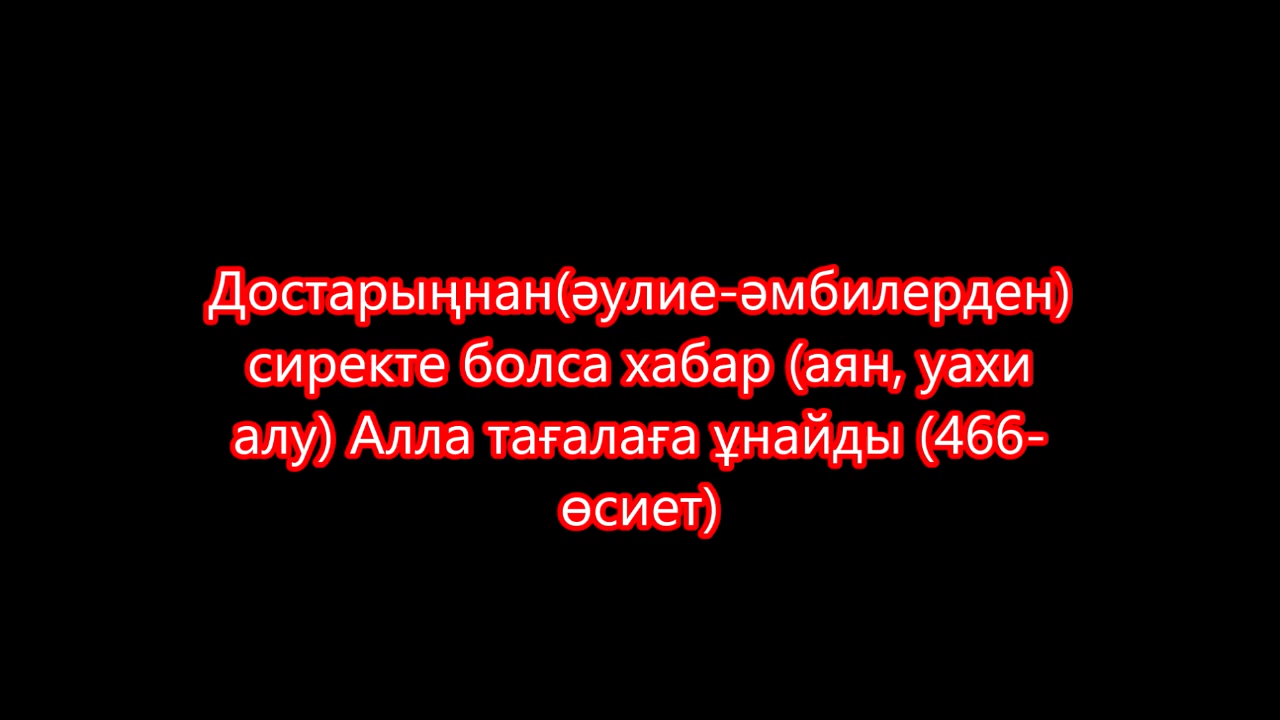 Достарыңнан(әулие-әмбилерден)
сиректе болса хабар (аян, уахи
алу) Алла тағалаға ұнайды (466-
өсиет)